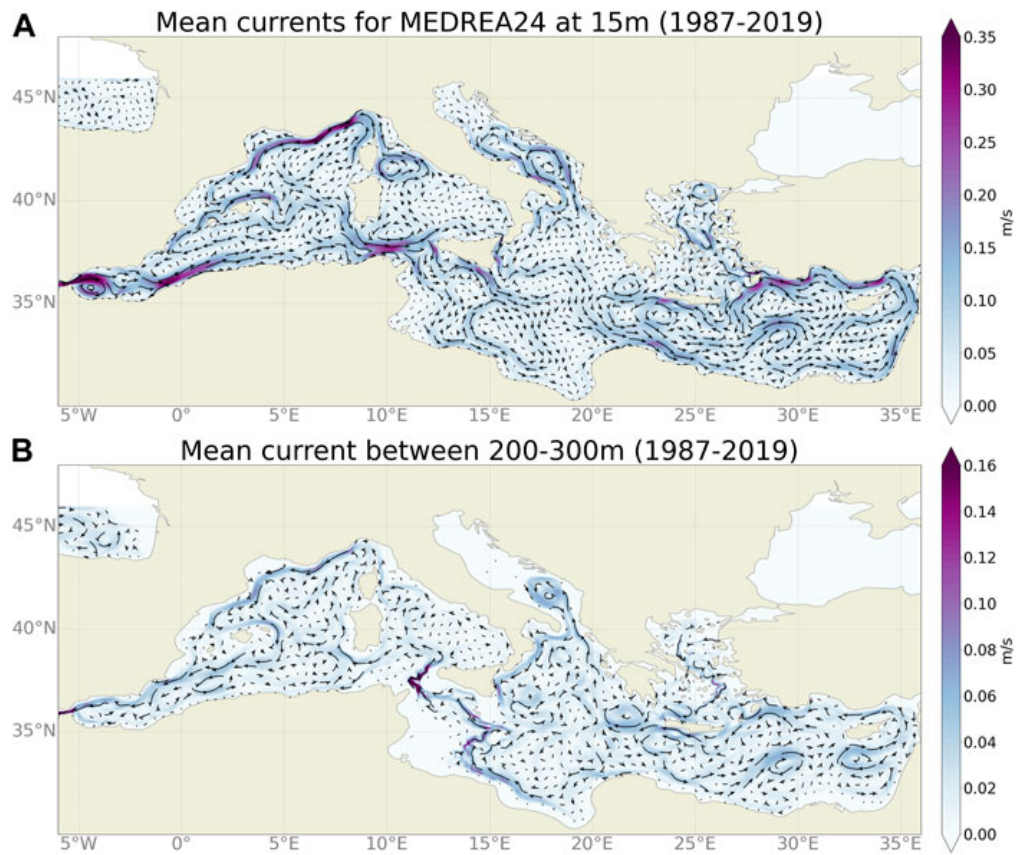 A
Mean currents for MEDREA24 at 15m (1987-2019)
45°N
40°N
35°N
5°W 0° 5°E 10°E 15°E 20°E 25°E 30°E 35°E
0.35
0.30
0.25
0.20
0.15
0.10
0.05
0.00
m/s
B
Mean current between 200-300m (1987-2019)
45°N
40°N
35°N
5°W 0° 5°E 10°E 15°E 20°E 25°E 30°E 35°E
0.16
0.14
0.12
0.10
0.08
0.06
0.04
0.02
0.00
m/s